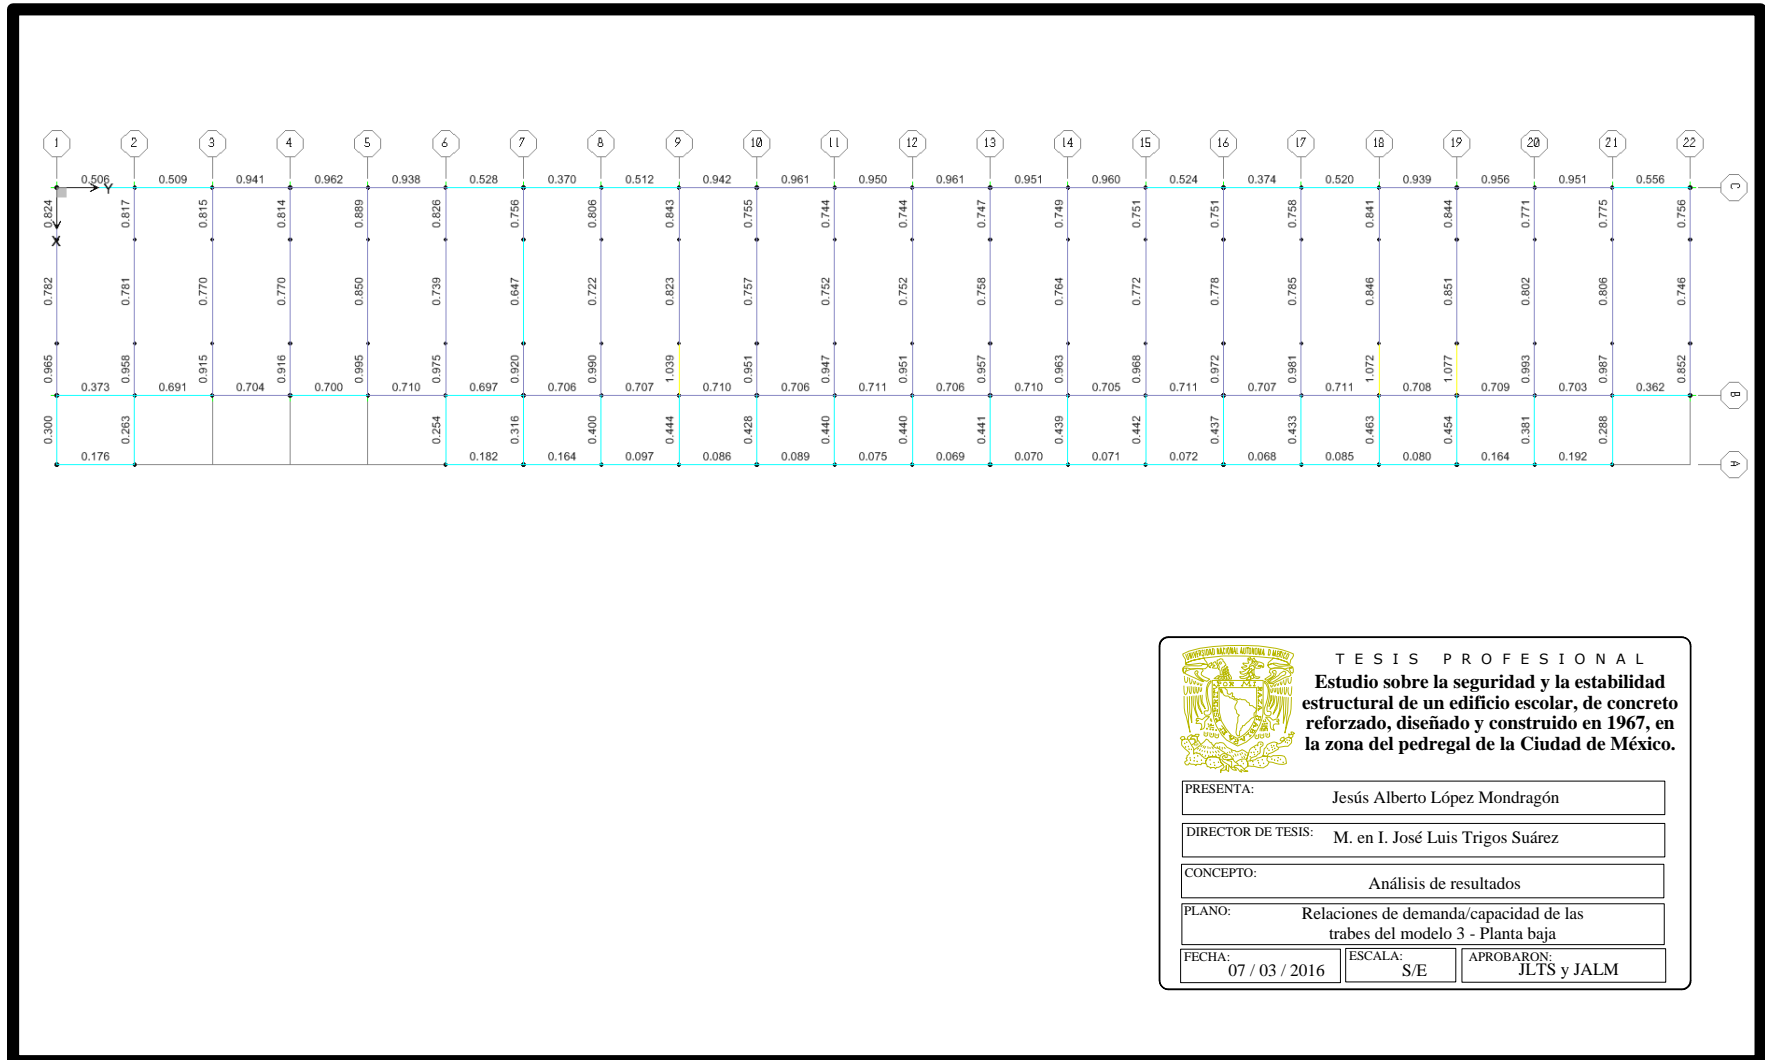 1 2 3 4 5 6 7 8 9 10 11 12 13 14 15 16 17 18 19 20 21 22
0.506 0.509 0.941 0.962 0.938 0.528 0.370 0.512 0.942 0.961 0.950 0.961 0.951 0.960 0.524 0.374 0.520 0.939 0.956 0.951 0.556
Y
C
0.824 0.817 0.815 0.814 0.889 0.826 0.756 0.806 0.843 0.755 0.744 0.744 0.747 0.749 0.751 0.751 0.758 0.841 0.844 0.771 0.775 0.756
X
0.782 0.781 0.770 0.770 0.850 0.739 0.647 0.722 0.823 0.757 0.752 0.752 0.758 0.764 0.772 0.778 0.785 0.846 0.851 0.802 0.806 0.746
0.965 0.958 0.915 0.916 0.995 0.975 0.920 0.990 1.039 0.951 0.947 0.951 0.957 0.963 0.968 0.972 0.981 1.072 1.077 0.993 0.987 0.852
0.373 0.691 0.704 0.700 0.710 0.697 0.706 0.707 0.710 0.706 0.711 0.706 0.710 0.705 0.711 0.707 0.711 0.708 0.709 0.703 0.362
B
0.300 0.263 0.254 0.316 0.400 0.444 0.428 0.440 0.440 0.441 0.439 0.442 0.437 0.433 0.463 0.454 0.381 0.288
0.176 0.182 0.164 0.097 0.086 0.089 0.075 0.069 0.070 0.071 0.072 0.068 0.085 0.080 0.164 0.192
A
TESIS PROFESIONAL
Estudio sobre la seguridad y la estabilidad
estructural de un edificio escolar, de concreto
reforzado, diseñado y construido en 1967, en
la zona del pedregal de la Ciudad de México.
PRESENTA: Jesús Alberto López Mondragón
DIRECTOR DE TESIS: M. en I. José Luis Trigos Suárez
CONCEPTO: Análisis de resultados
PLANO: Relaciones de demanda/capacidad de las
trabes del modelo 3 - Planta baja
FECHA: 07 / 03 / 2016
ESCALA: S/E
APROBARON: JLTS y JALM